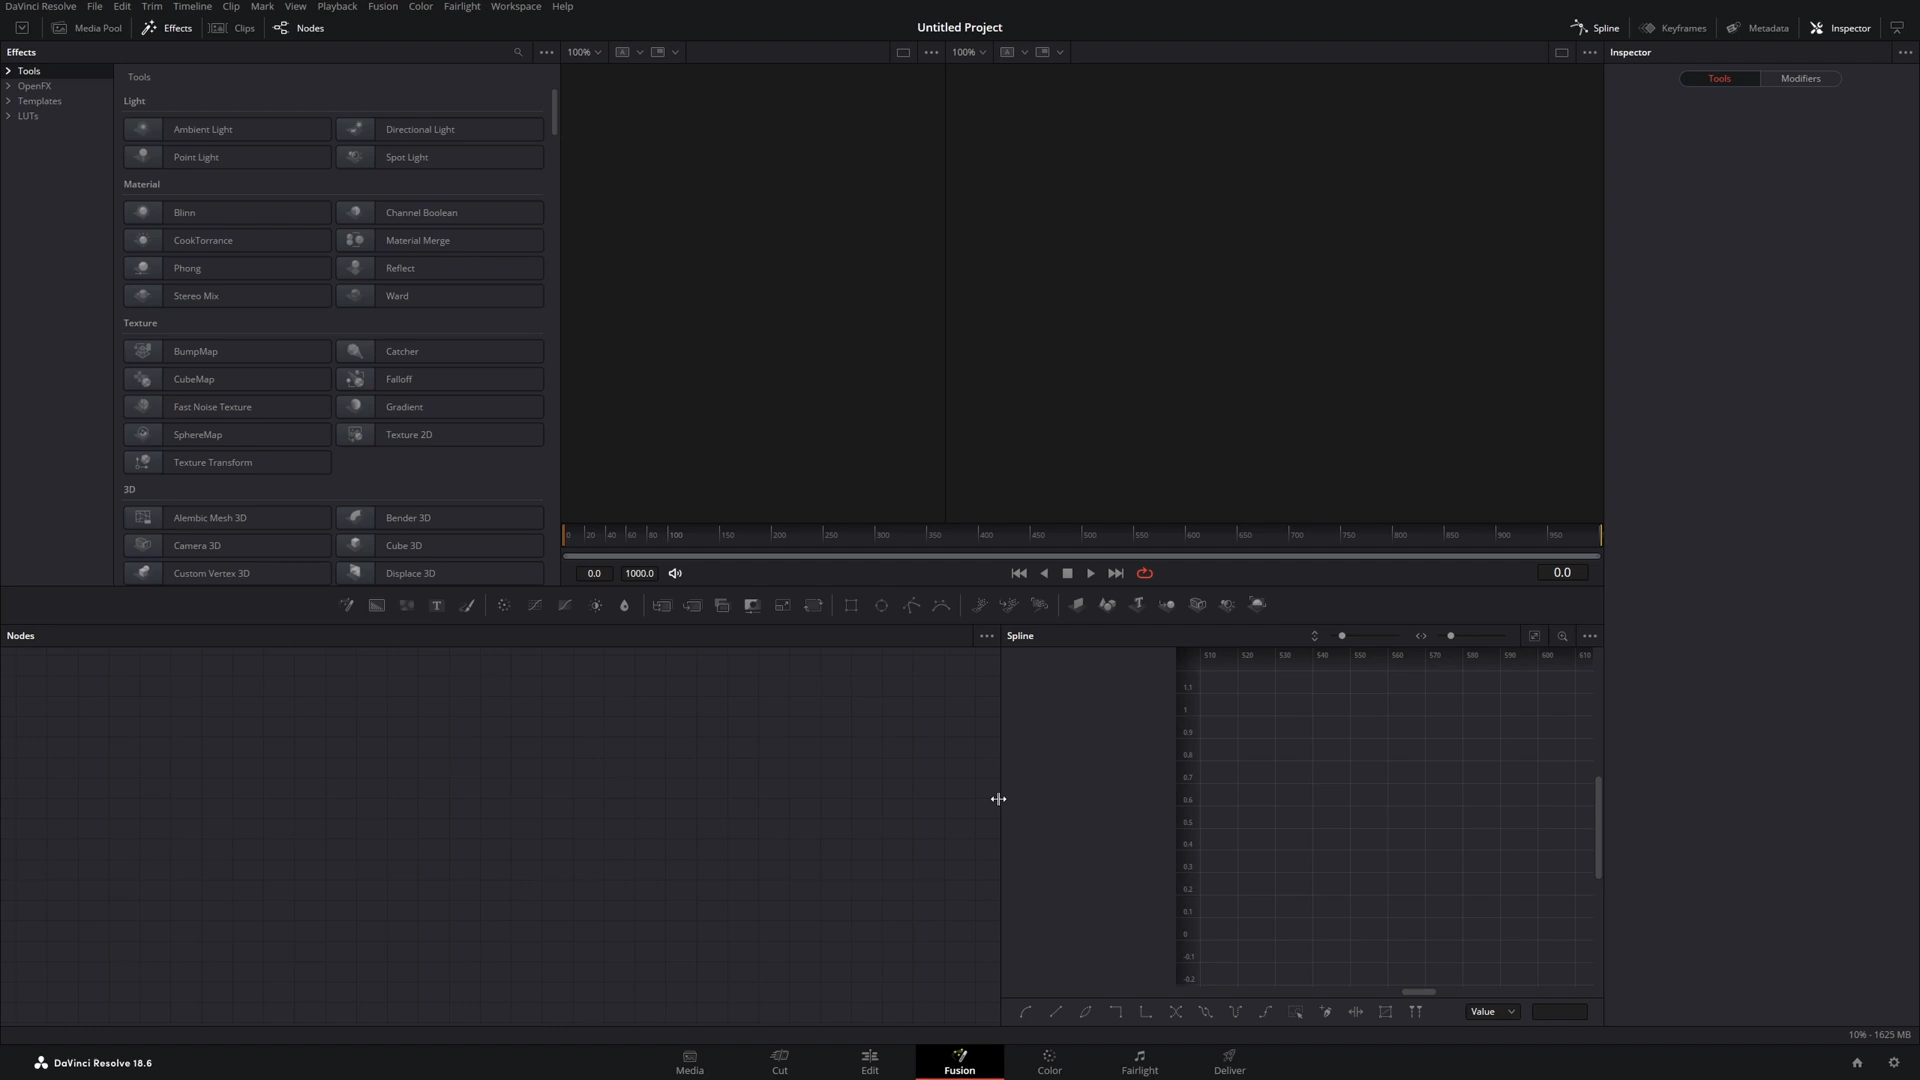 DaVinci Resolve File Edit Trim Timeline Clip Mark View Playback Fusion Color Fairlight Workspace Help
Media Pool Effects Clips Nodes Untitled Project Spline Keyframes Metadata Inspector
Effects 100% 100% Inspector
Tools
OpenFX
Templates
LUTs
Tools
Light
Ambient Light Directional Light
Point Light Spot Light
Material
Blinn Channel Boolean
CookTorrance Material Merge
Phong Reflect
Stereo Mix Ward
Texture
BumpMap Catcher
CubeMap Falloff
Fast Noise Texture Gradient
SphereMap Texture 2D
Texture Transform
3D
Alembic Mesh 3D Bender 3D
Camera 3D Cube 3D
Custom Vertex 3D Displace 3D
Tools Modifiers
0 20 40 60 80 100 150 200 250 300 350 400 450 500 550 600 650 700 750 800 850 900 950
0.0 1000.0 0.0
Nodes
Spline
510 520 530 540 550 560 570 580 590 600 610
1.1
1
0.9
0.8
0.7
0.6
0.5
0.4
0.3
0.2
0.1
0
-0.1
-0.2
Value
10% - 1625 MB
DaVinci Resolve 18.6
Media Cut Edit Fusion Color Fairlight Deliver